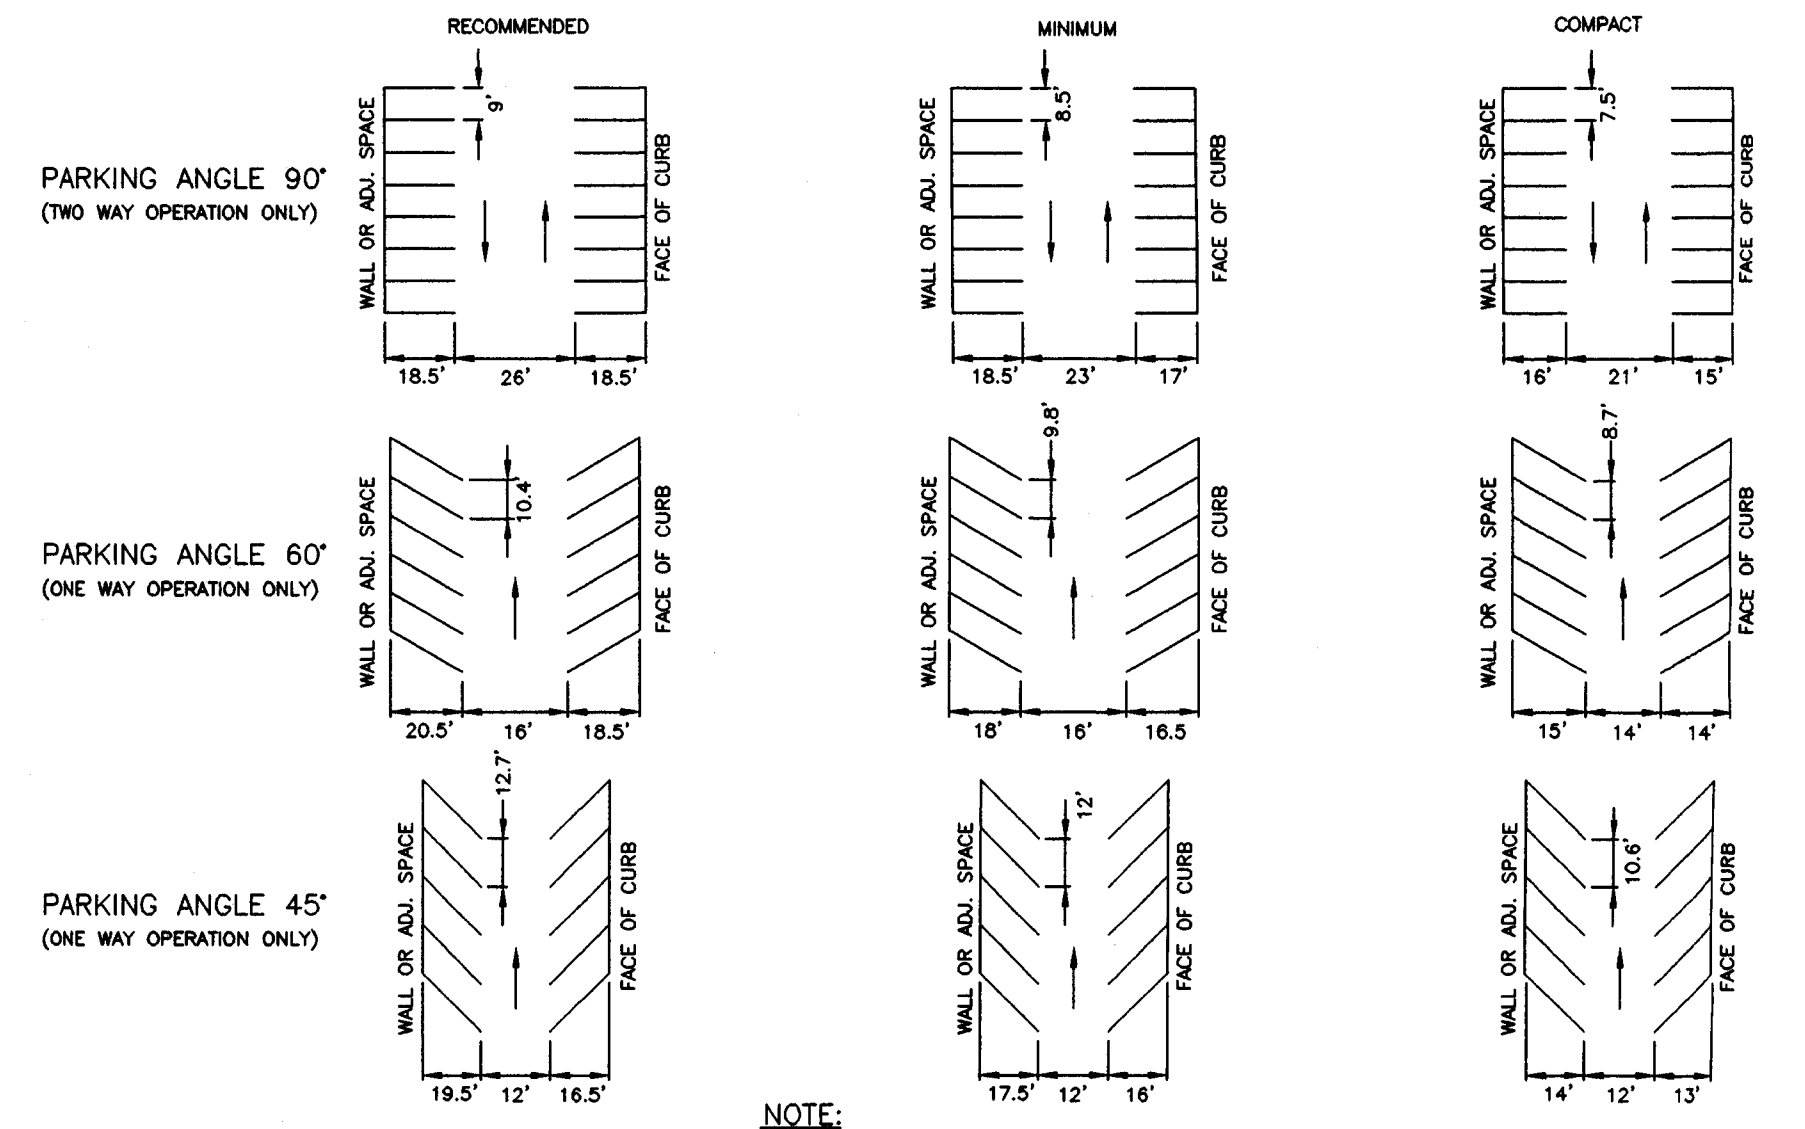 RECOMMENDED
MINIMUM
COMPACT
PARKING ANGLE 90°
(TWO WAY OPERATION ONLY)
WALL OR ADJ. SPACE
9'
FACE OF CURB
18.5'
26'
18.5'
WALL OR ADJ. SPACE
8.5'
FACE OF CURB
18.5'
23'
17'
WALL OR ADJ. SPACE
7.5'
FACE OF CURB
16'
21'
15'
PARKING ANGLE 60°
(ONE WAY OPERATION ONLY)
WALL OR ADJ. SPACE
10.4'
FACE OF CURB
20.5'
16'
18.5'
WALL OR ADJ. SPACE
9.8'
FACE OF CURB
18'
16'
16.5
WALL OR ADJ. SPACE
8.7'
FACE OF CURB
15'
14'
14'
PARKING ANGLE 45°
(ONE WAY OPERATION ONLY)
WALL OR ADJ. SPACE
12.7'
FACE OF CURB
19.5'
12'
16.5'
WALL OR ADJ. SPACE
12'
FACE OF CURB
17.5'
12'
16'
WALL OR ADJ. SPACE
10.6'
FACE OF CURB
14'
12'
13'
NOTE: